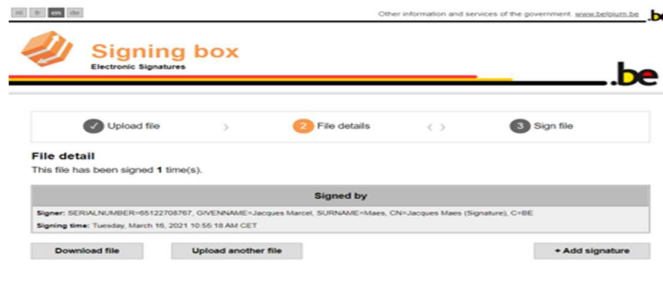 nl fr en de
Other information and services of the government: www.belgium.be
.be
Signing box
Electronic Signatures
.be
Upload file
2 File details
3 Sign file
File detail
This file has been signed 1 time(s).
Signed by
Signer: SERIALNUMBER=65122708767, GIVENNAME=Jacques Marcel, SURNAME=Maes, CN=Jacques Maes (Signature), C=BE
Signing time: Tuesday, March 16, 2021 10:55:18 AM CET
Download file
Upload another file
+ Add signature